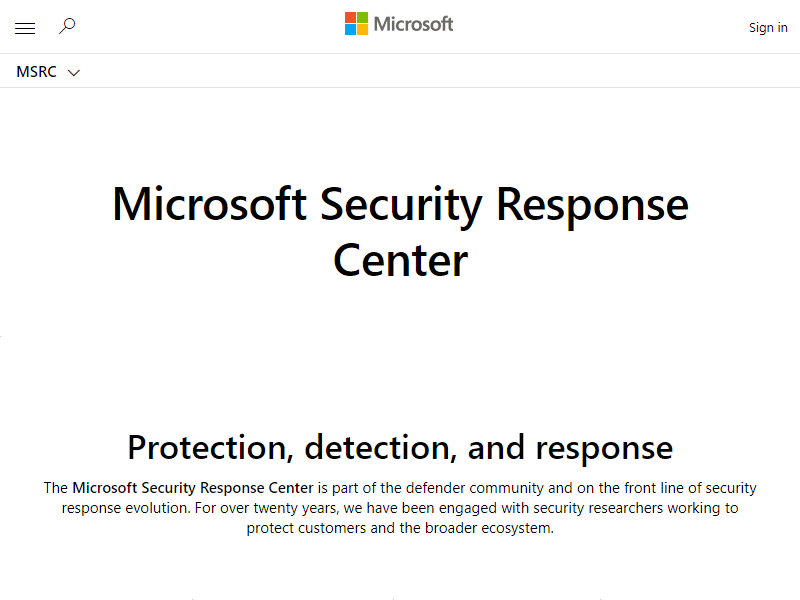 Microsoft
Sign in
MSRC
Microsoft Security Response
Center
Protection, detection, and response
The Microsoft Security Response Center is part of the defender community and on the front line of security
response evolution. For over twenty years, we have been engaged with security researchers working to
protect customers and the broader ecosystem.